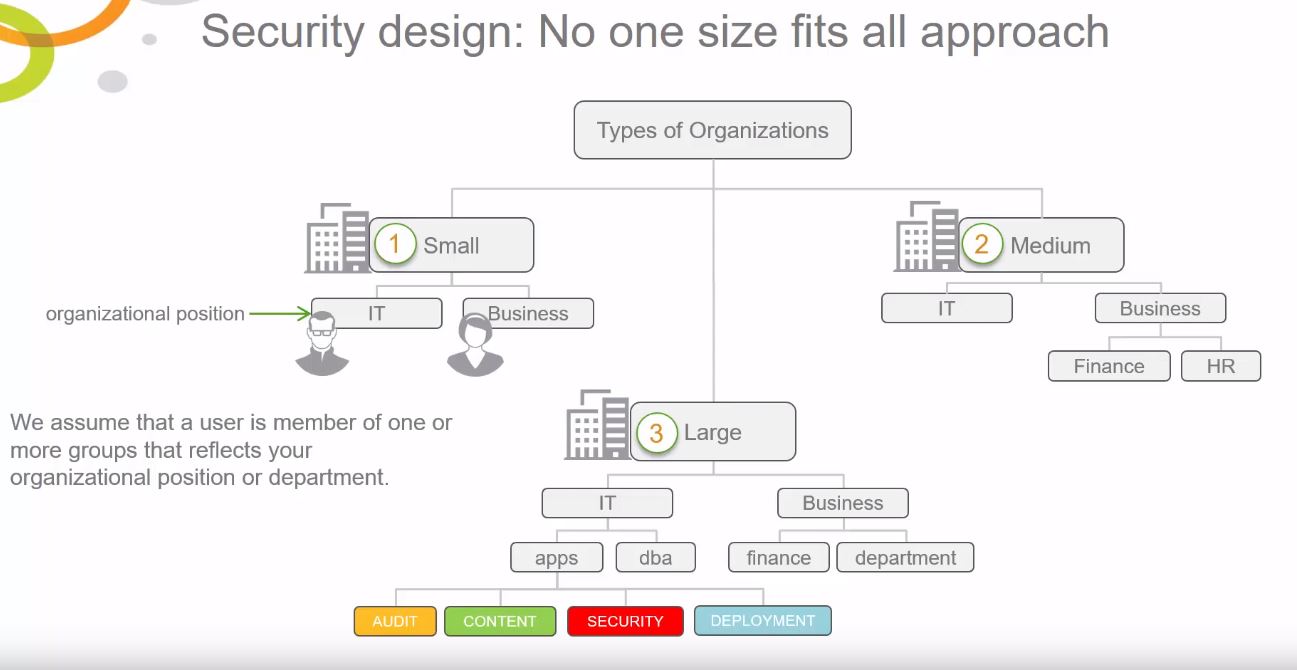 Security design: No one size fits all approach
Types of Organizations
1 Small
2 Medium
organizational position
IT
Business
IT
Business
Finance
HR
3 Large
We assume that a user is member of one or
more groups that reflects your
organizational position or department.
IT
Business
apps
dba
finance
department
AUDIT
CONTENT
SECURITY
DEPLOYMENT